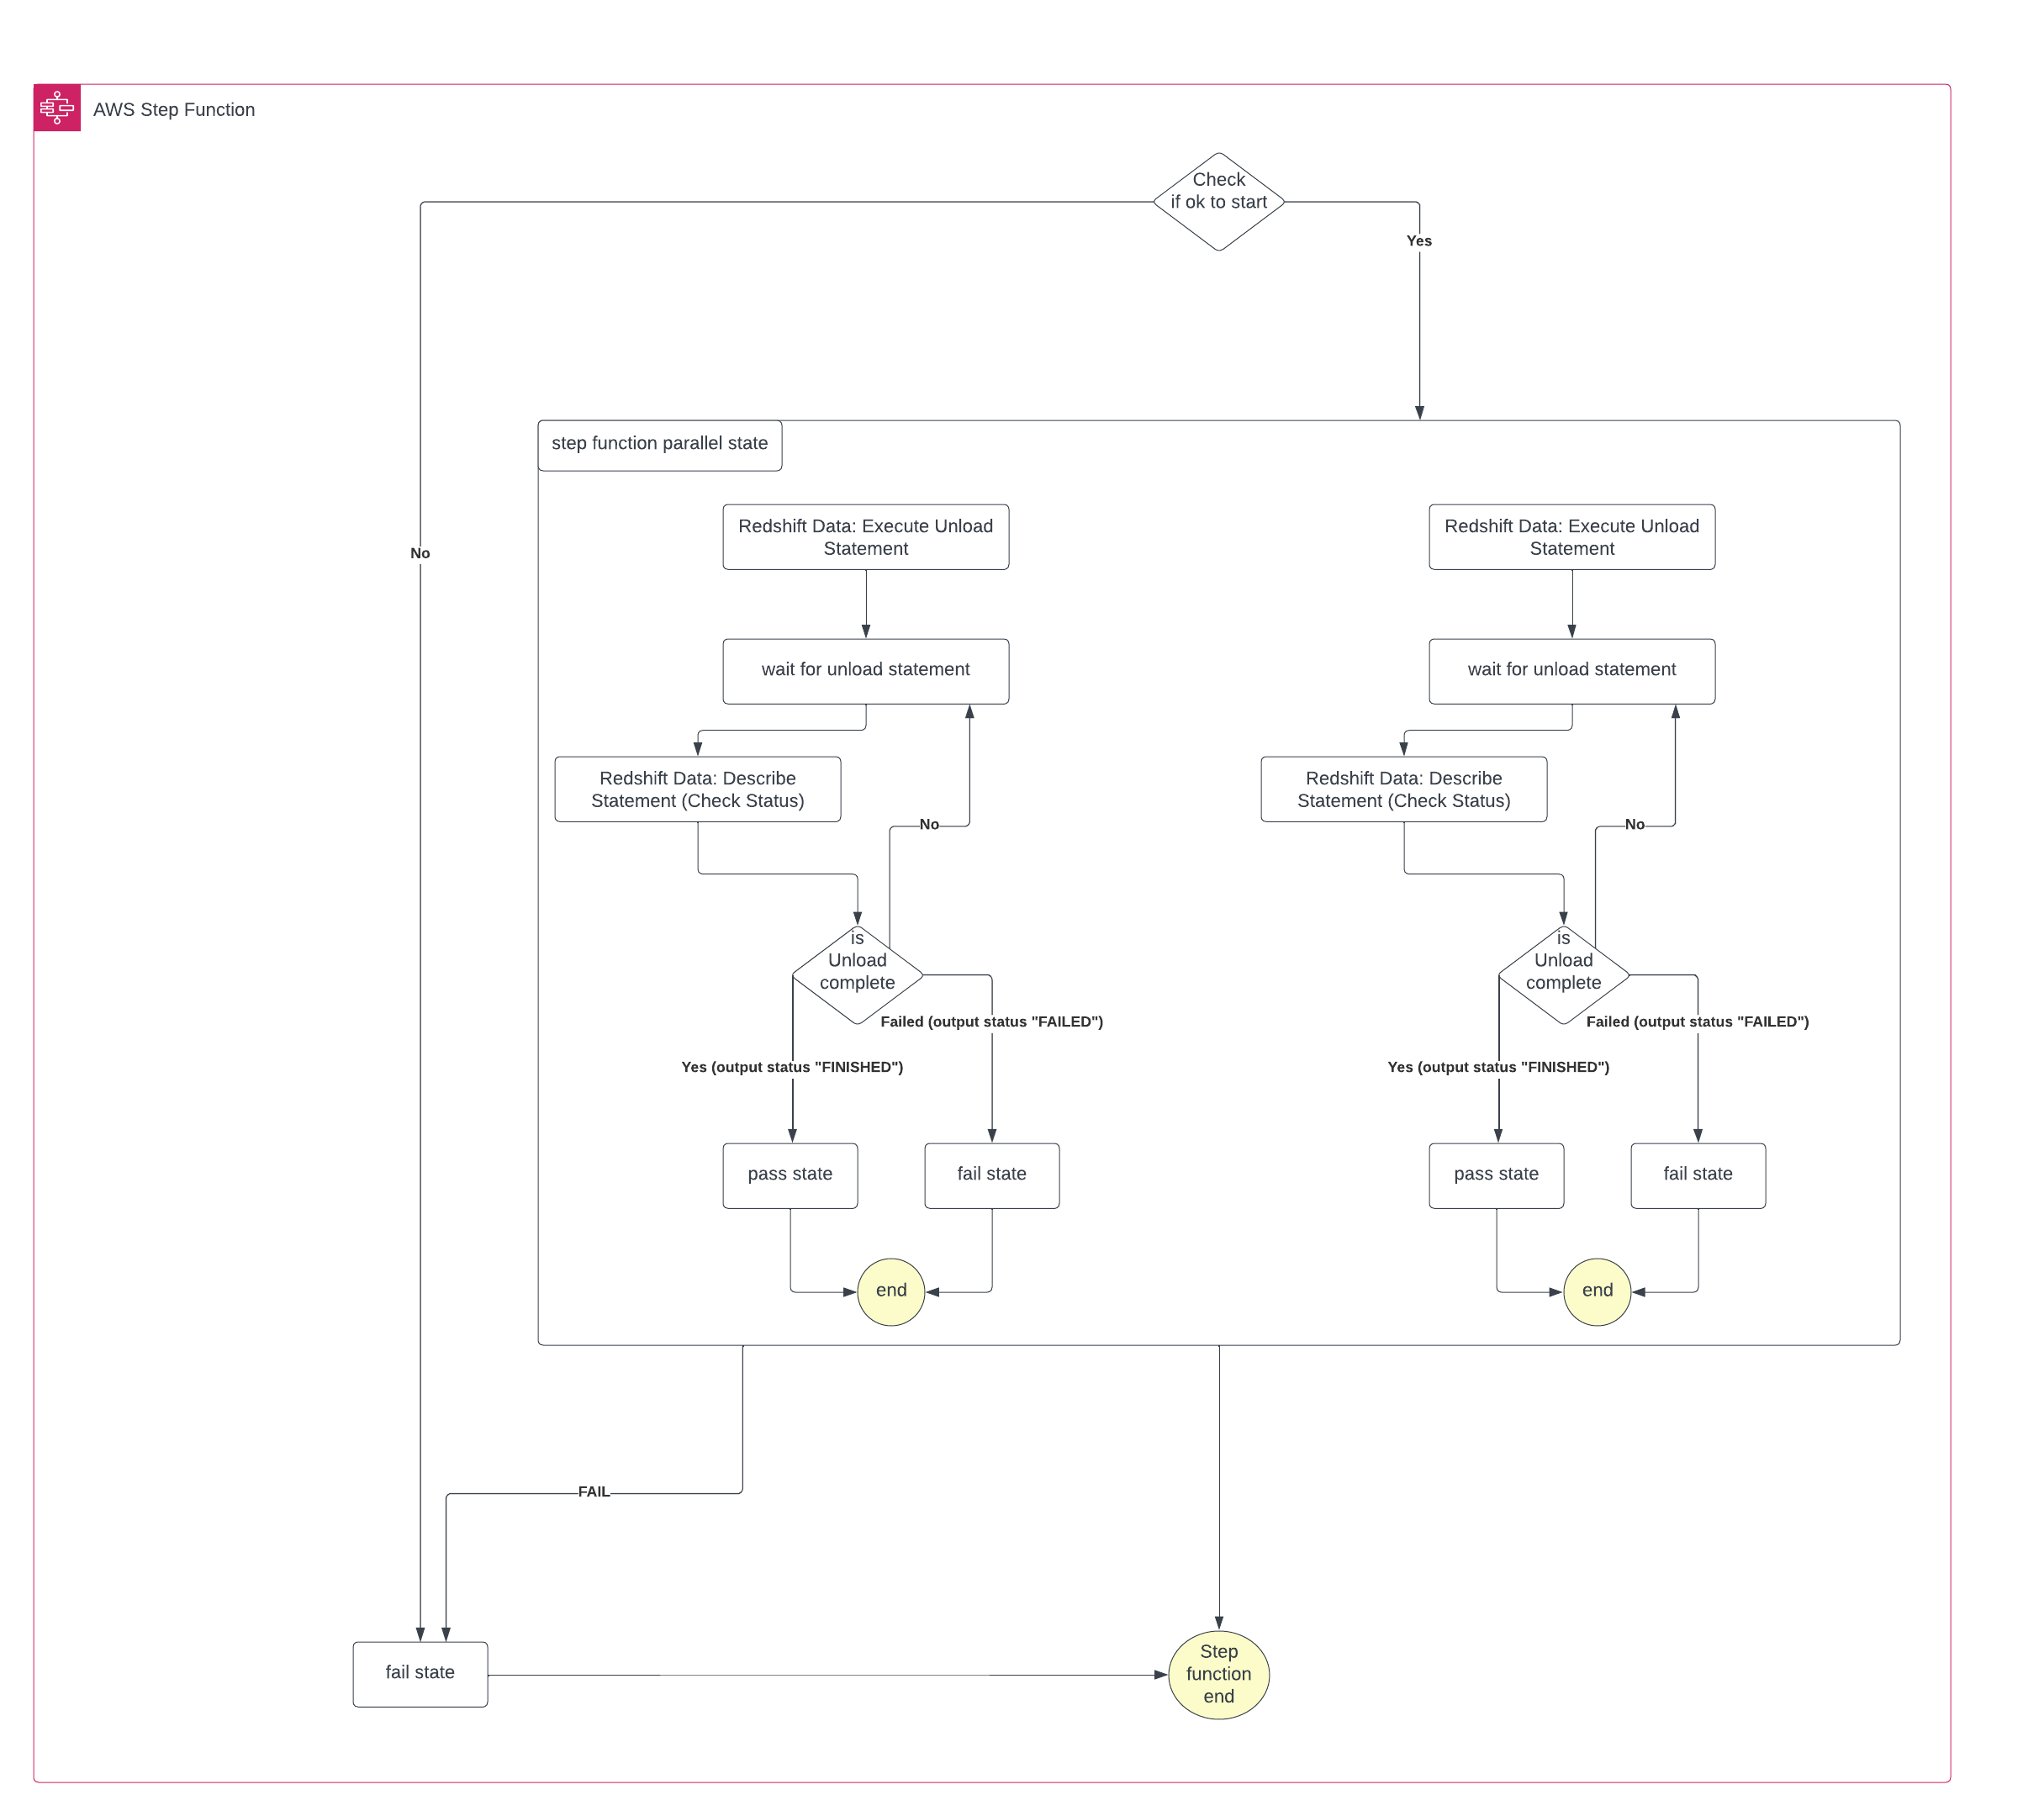 AWS Step Function
Check
if ok to start
Yes
No
step function parallel state
Redshift Data: Execute Unload
Statement
wait for unload statement
Redshift Data: Describe
Statement (Check Status)
No
is
Unload
complete
Failed (output status "FAILED")
Yes (output status "FINISHED")
pass state
fail state
end
Redshift Data: Execute Unload
Statement
wait for unload statement
Redshift Data: Describe
Statement (Check Status)
No
is
Unload
complete
Failed (output status "FAILED")
Yes (output status "FINISHED")
pass state
fail state
end
FAIL
fail state
Step
function
end